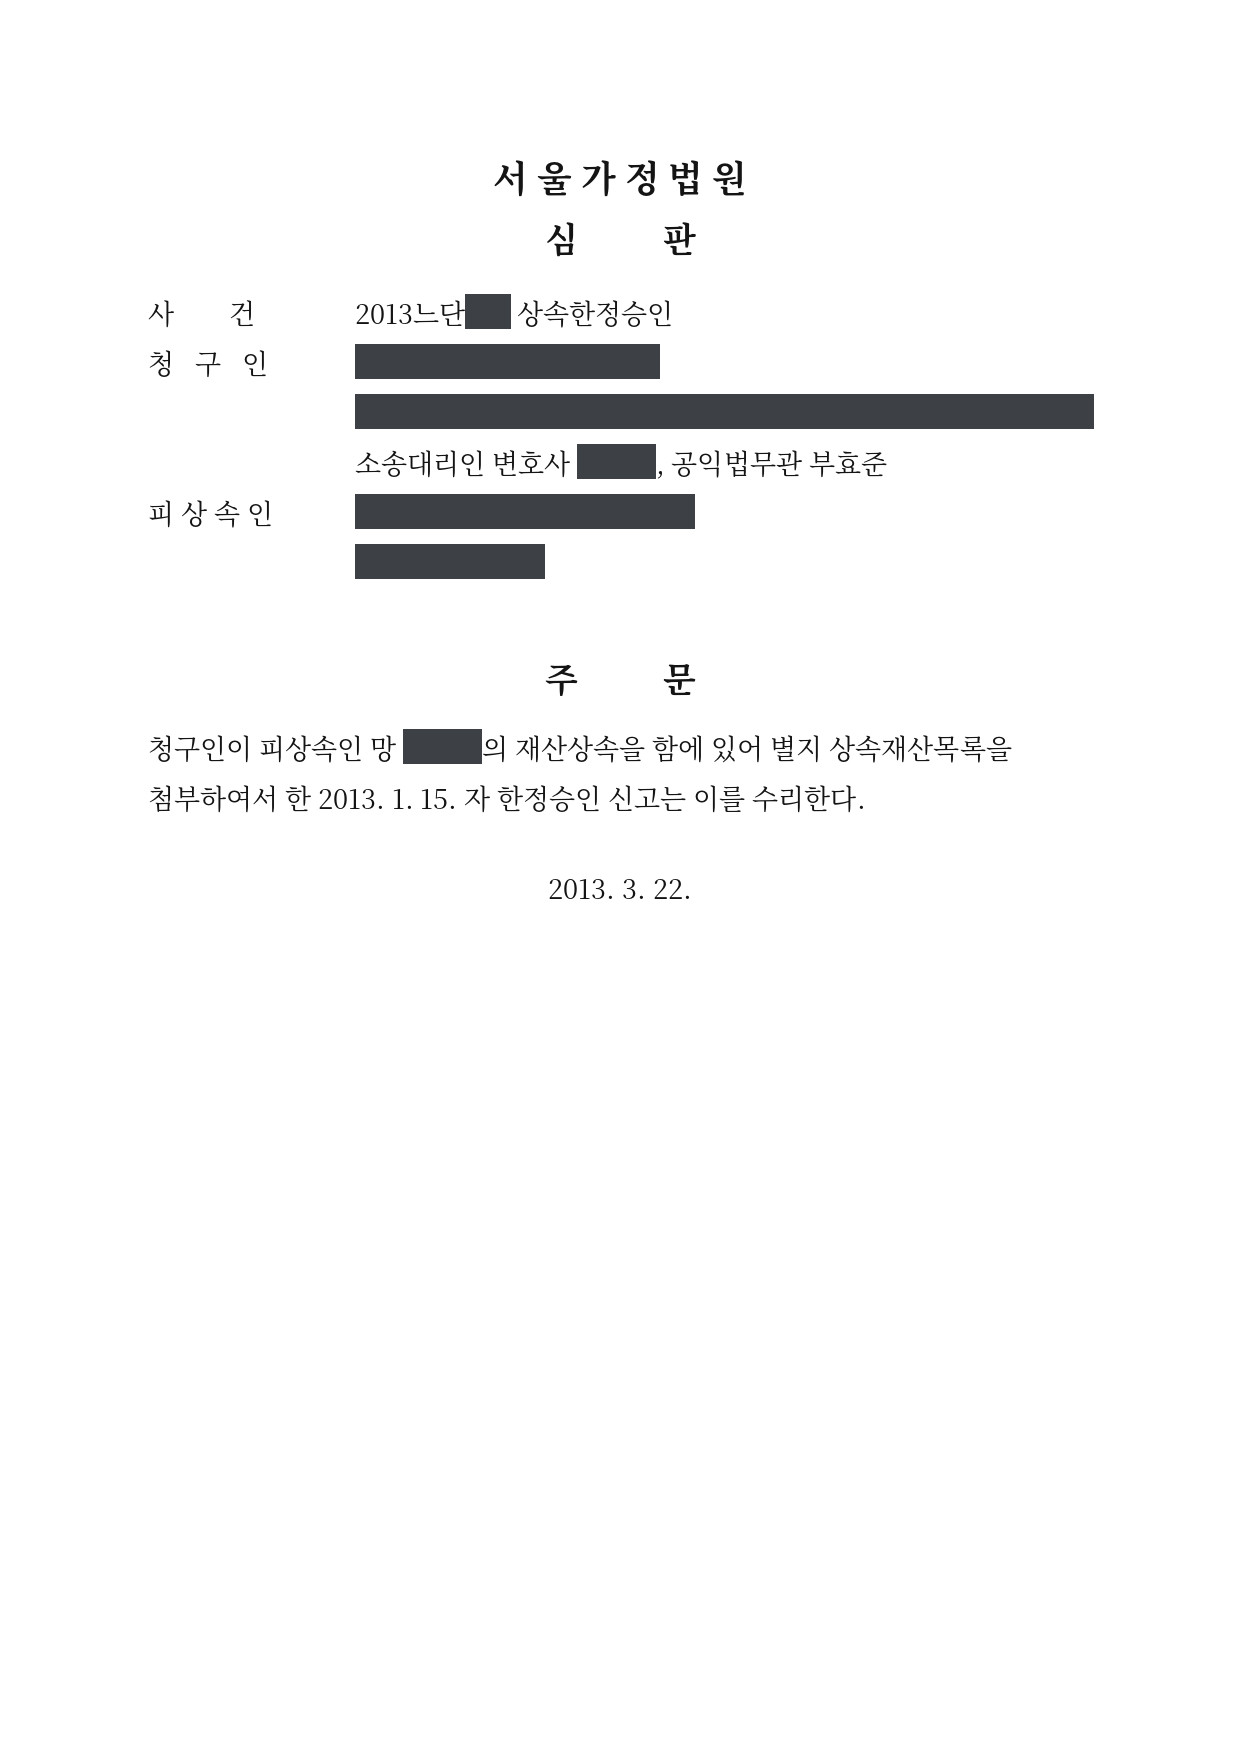 서울가정법원
심 판
사 건 2013느단 상속한정승인
청 구 인
소송대리인 변호사 , 공익법무관 부효준
피 상 속 인
주 문
청구인이 피상속인 망 의 재산상속을 함에 있어 별지 상속재산목록을
첨부하여서 한 2013. 1. 15. 자 한정승인 신고는 이를 수리한다.
2013. 3. 22.